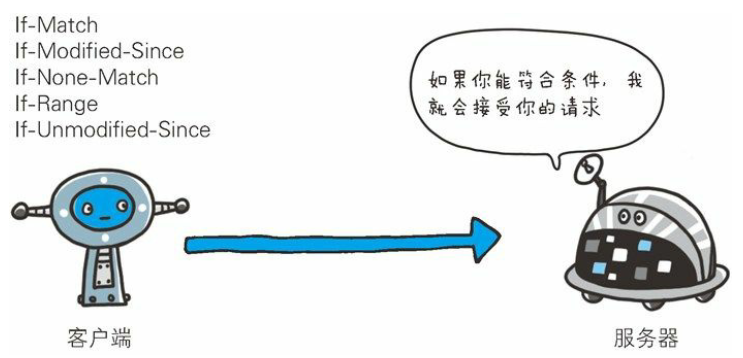 If-Match
If-Modified-Since
If-None-Match
If-Range
If-Unmodified-Since
如果你能符合条件，我
就会接受你的请求
客户端
服务器